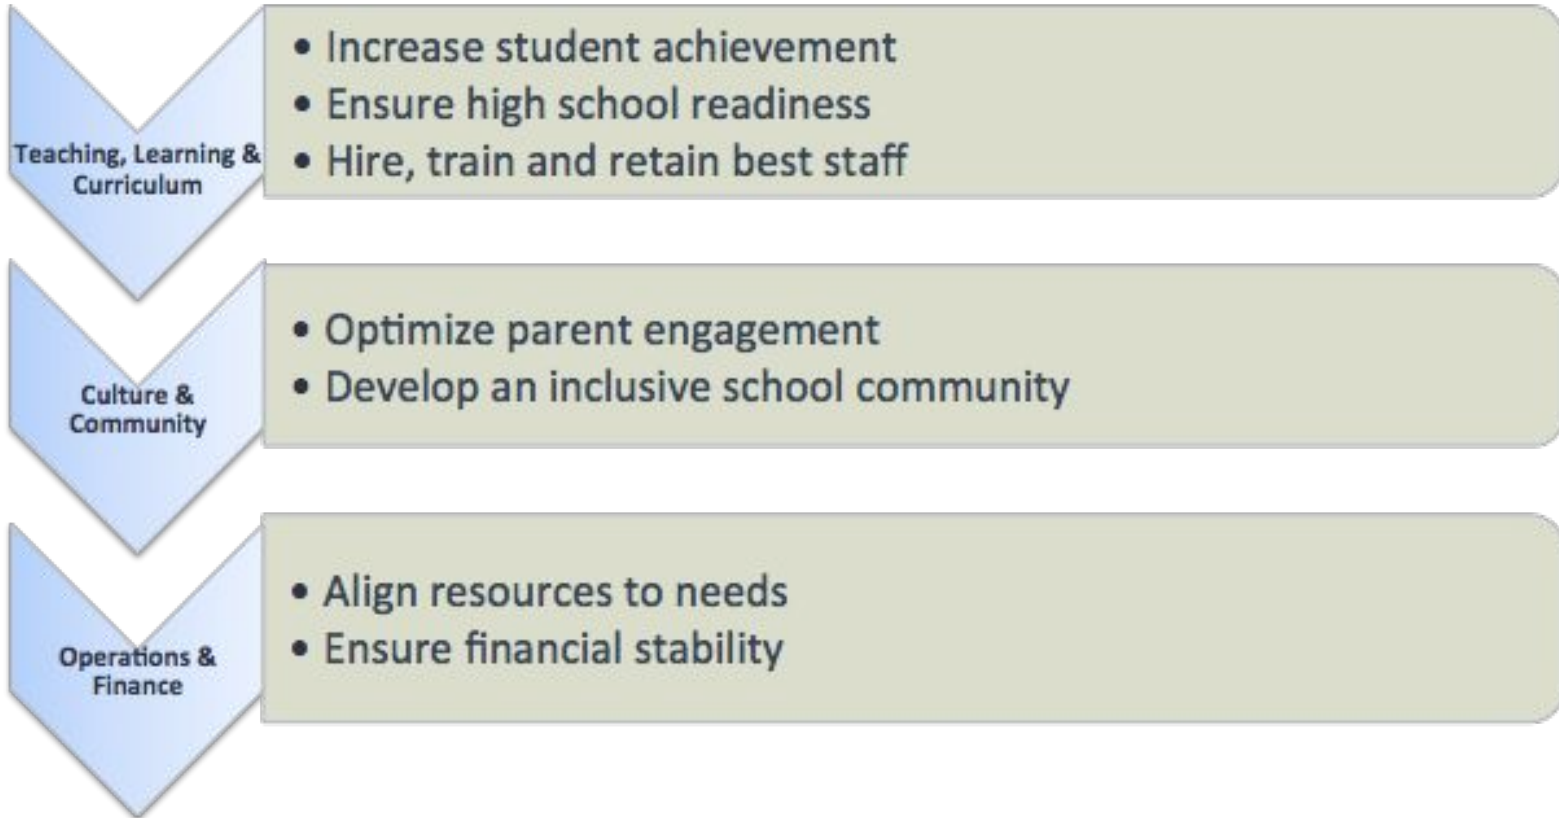 Teaching, Learning &
Curriculum
• Increase student achievement
• Ensure high school readiness
• Hire, train and retain best staff
Culture &
Community
• Optimize parent engagement
• Develop an inclusive school community
Operations &
Finance
• Align resources to needs
• Ensure financial stability